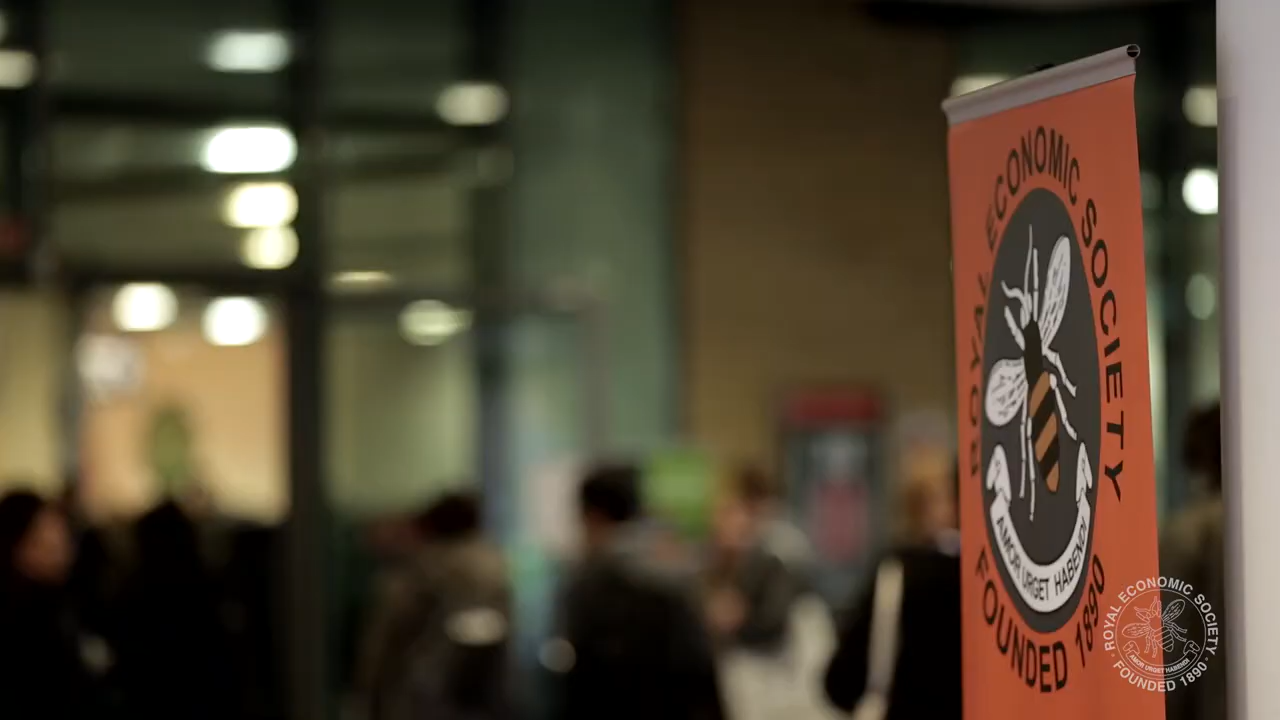 ROYAL ECONOMIC SOCIETY
AMOR URGET HABENDI
FOUNDED 1890
ROYAL ECONOMIC SOCIETY
AMOR URGET HABENDI
· FOUNDED 1890 ·